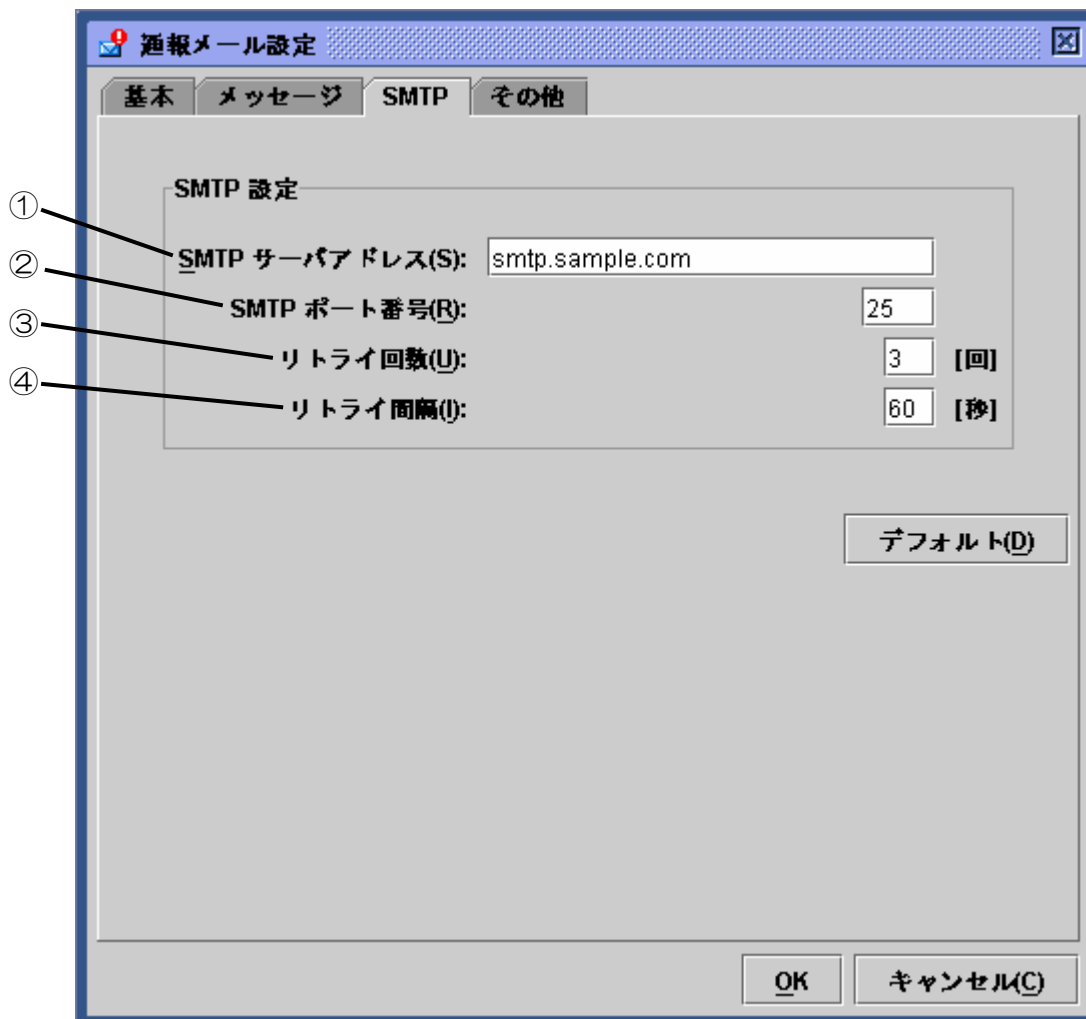 通報メール設定
基本 メッセージ SMTP その他
SMTP 設定
① SMTP サーバアドレス(S): smtp.sample.com
② SMTP ポート番号(R): 25
③ リトライ回数(U): 3 [回]
④ リトライ間隔(I): 60 [秒]
デフォルト(D)
OK キャンセル(C)